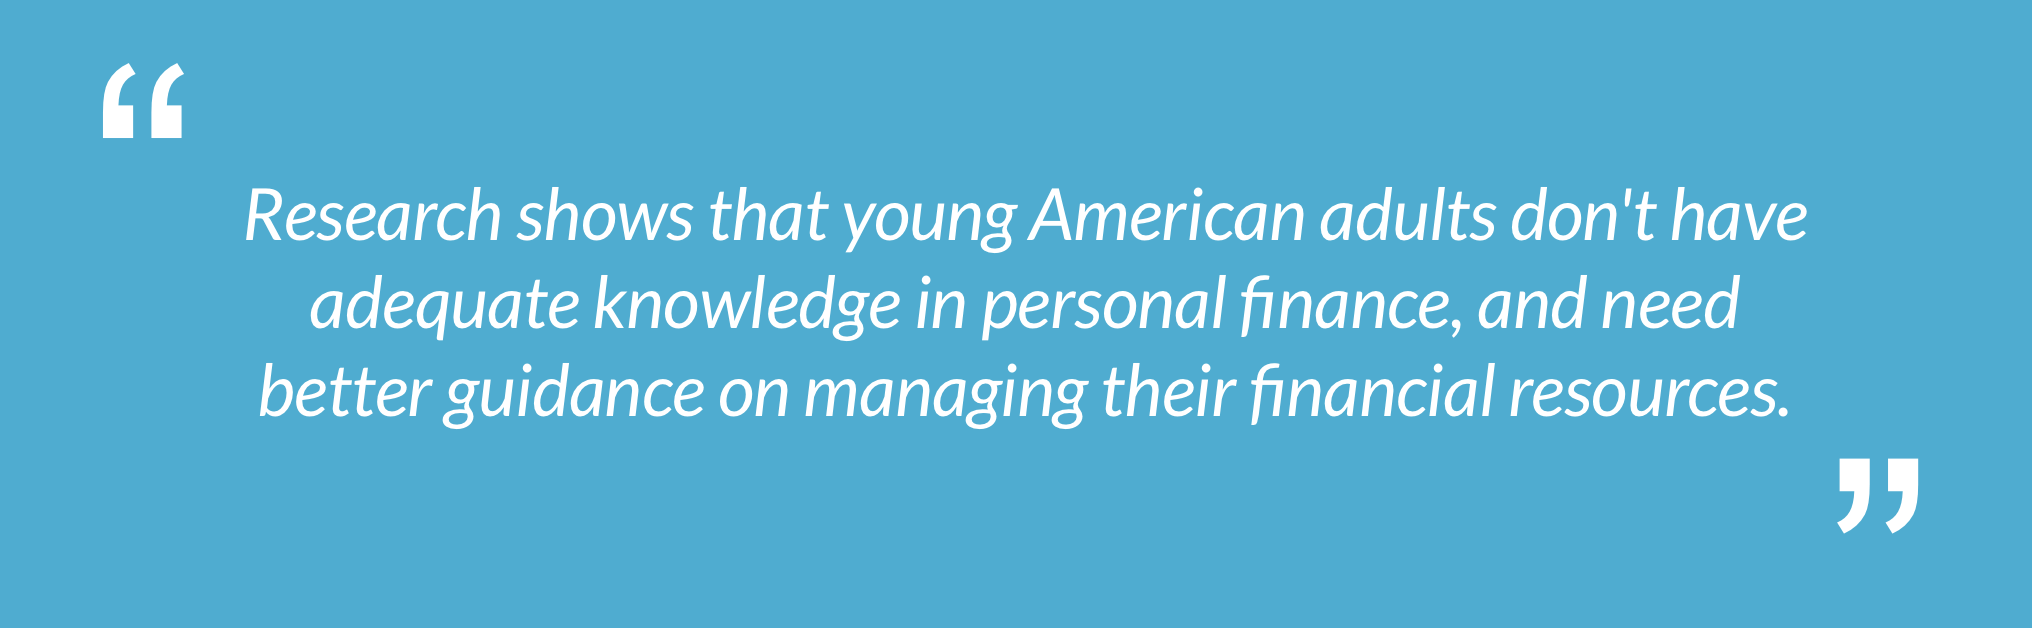 “
Research shows that young American adults don't have
adequate knowledge in personal finance, and need
better guidance on managing their financial resources.
”